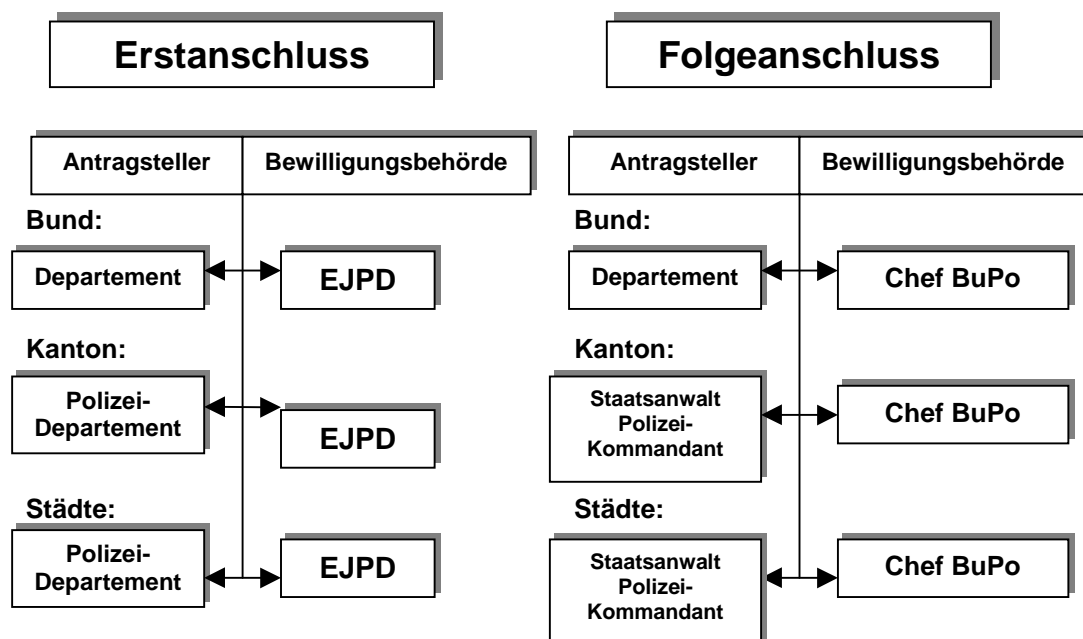 Erstanschluss
Antragsteller
Bewilligungsbehörde
Bund:
Departement
EJPD
Kanton:
Polizei-
Departement
EJPD
Städte:
Polizei-
Departement
EJPD
Folgeanschluss
Antragsteller
Bewilligungsbehörde
Bund:
Departement
Chef BuPo
Kanton:
Staatsanwalt
Polizei-
Kommandant
Chef BuPo
Städte:
Staatsanwalt
Polizei-
Kommandant
Chef BuPo